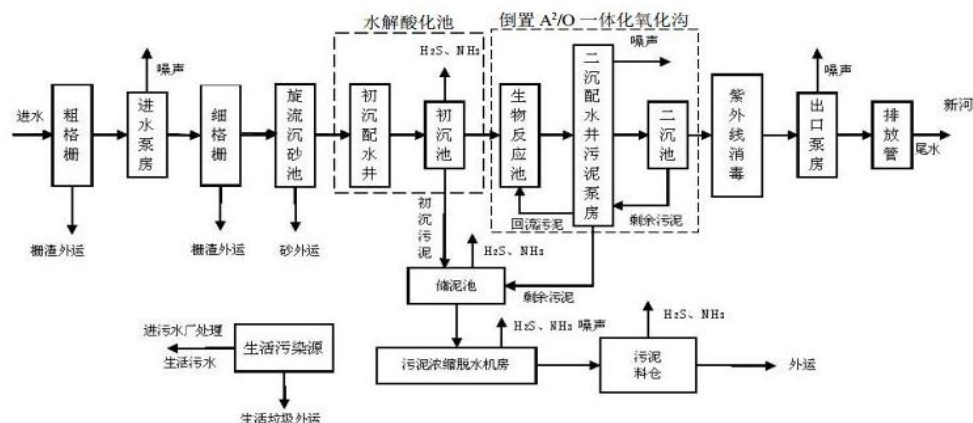 水解酸化池
倒置 A²/O 一体化氧化沟
进水
粗格栅
栅渣外运
噪声
进水泵房
细格栅
栅渣外运
旋流沉砂池
砂外运
初沉配水井
H₂S、NH₃
初沉池
初沉污泥
生物反应池
二沉配水井污泥泵房
噪声
二沉池
回流污泥
剩余污泥
紫外线消毒
噪声
出口泵房
排放管
新河
尾水
H₂S、NH₃
储泥池
剩余污泥
H₂S、NH₃ 噪声
污泥浓缩脱水机房
H₂S、NH₃
污泥
料仓
外运
进污水厂处理
生活污水
生活污染源
生活垃圾外运